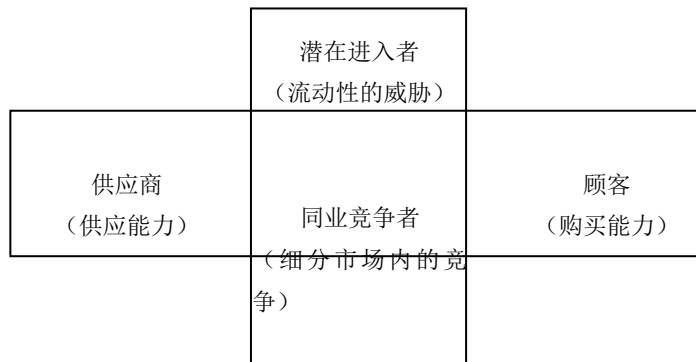 潜在进入者
（流动性的威胁）
供应商
（供应能力）
同业竞争者
（细分市场内的竞
争）
顾客
（购买能力）